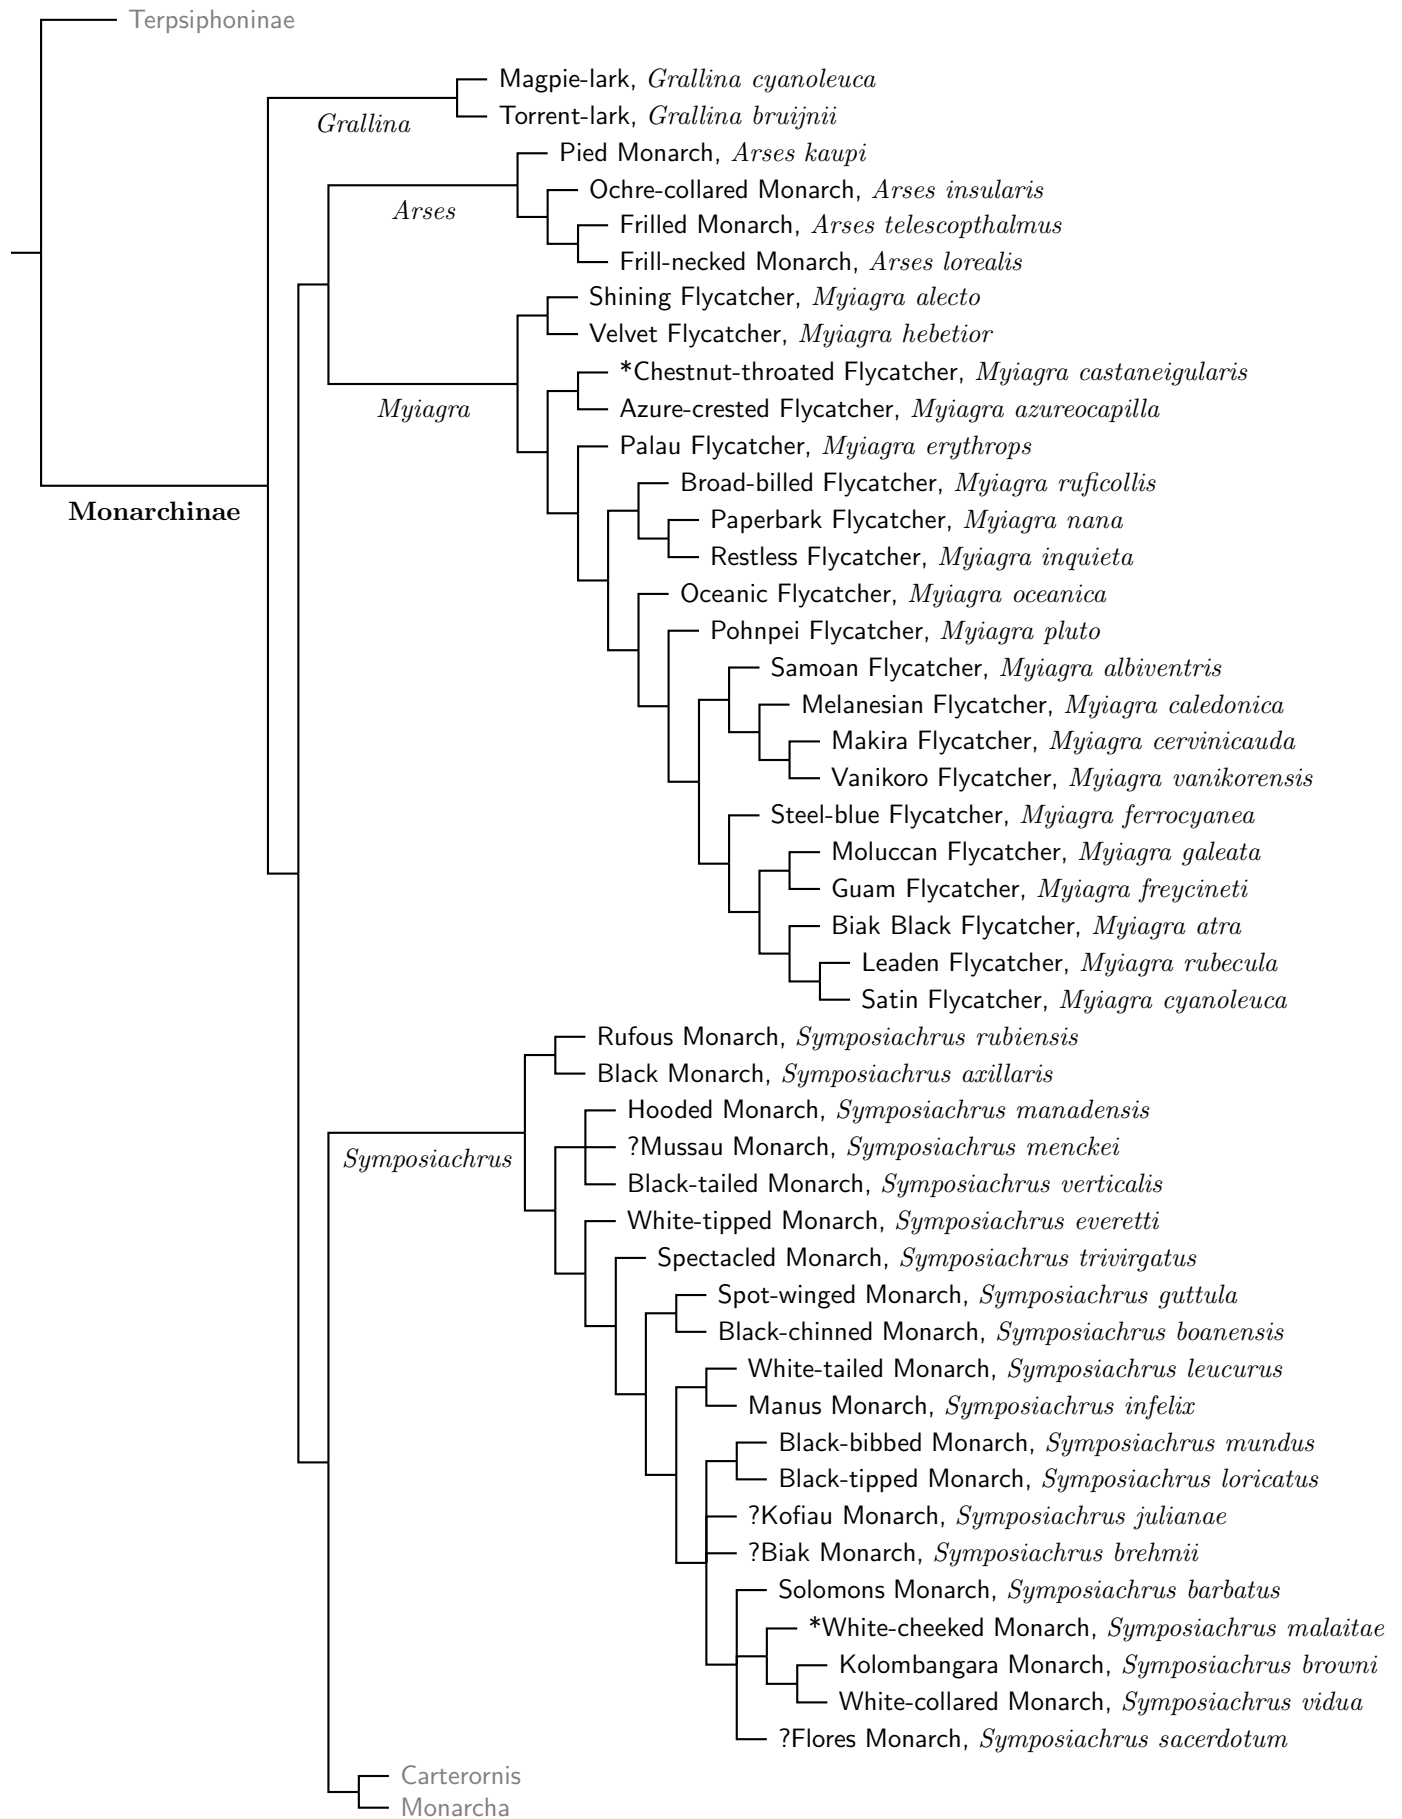 Terpsiphoninae
Magpie-lark, Grallina cyanoleuca
Grallina
Torrent-lark, Grallina bruijnii
Pied Monarch, Arses kaupi
Ochre-collared Monarch, Arses insularis
Arses
Frilled Monarch, Arses telescopthalmus
Frill-necked Monarch, Arses lorealis
Shining Flycatcher, Myiagra alecto
Velvet Flycatcher, Myiagra hebetior
*Chestnut-throated Flycatcher, Myiagra castaneigularis
Myiagra
Azure-crested Flycatcher, Myiagra azureocapilla
Palau Flycatcher, Myiagra erythrops
Broad-billed Flycatcher, Myiagra ruficollis
Monarchinae
Paperbark Flycatcher, Myiagra nana
Restless Flycatcher, Myiagra inquieta
Oceanic Flycatcher, Myiagra oceanica
Pohnpei Flycatcher, Myiagra pluto
Samoan Flycatcher, Myiagra albiventris
Melanesian Flycatcher, Myiagra caledonica
Makira Flycatcher, Myiagra cervinicauda
Vanikoro Flycatcher, Myiagra vanikorensis
Steel-blue Flycatcher, Myiagra ferrocyanea
Moluccan Flycatcher, Myiagra galeata
Guam Flycatcher, Myiagra freycineti
Biak Black Flycatcher, Myiagra atra
Leaden Flycatcher, Myiagra rubecula
Satin Flycatcher, Myiagra cyanoleuca
Rufous Monarch, Symposiachrus rubiensis
Black Monarch, Symposiachrus axillaris
Hooded Monarch, Symposiachrus manadensis
?Mussau Monarch, Symposiachrus menckei
Symposiachrus
Black-tailed Monarch, Symposiachrus verticalis
White-tipped Monarch, Symposiachrus everetti
Spectacled Monarch, Symposiachrus trivirgatus
Spot-winged Monarch, Symposiachrus guttula
Black-chinned Monarch, Symposiachrus boanensis
White-tailed Monarch, Symposiachrus leucurus
Manus Monarch, Symposiachrus infelix
Black-bibbed Monarch, Symposiachrus mundus
Black-tipped Monarch, Symposiachrus loricatus
?Kofiau Monarch, Symposiachrus julianae
?Biak Monarch, Symposiachrus brehmii
Solomons Monarch, Symposiachrus barbatus
*White-cheeked Monarch, Symposiachrus malaitae
Kolombangara Monarch, Symposiachrus browni
White-collared Monarch, Symposiachrus vidua
?Flores Monarch, Symposiachrus sacerdotum
Carterornis
Monarcha